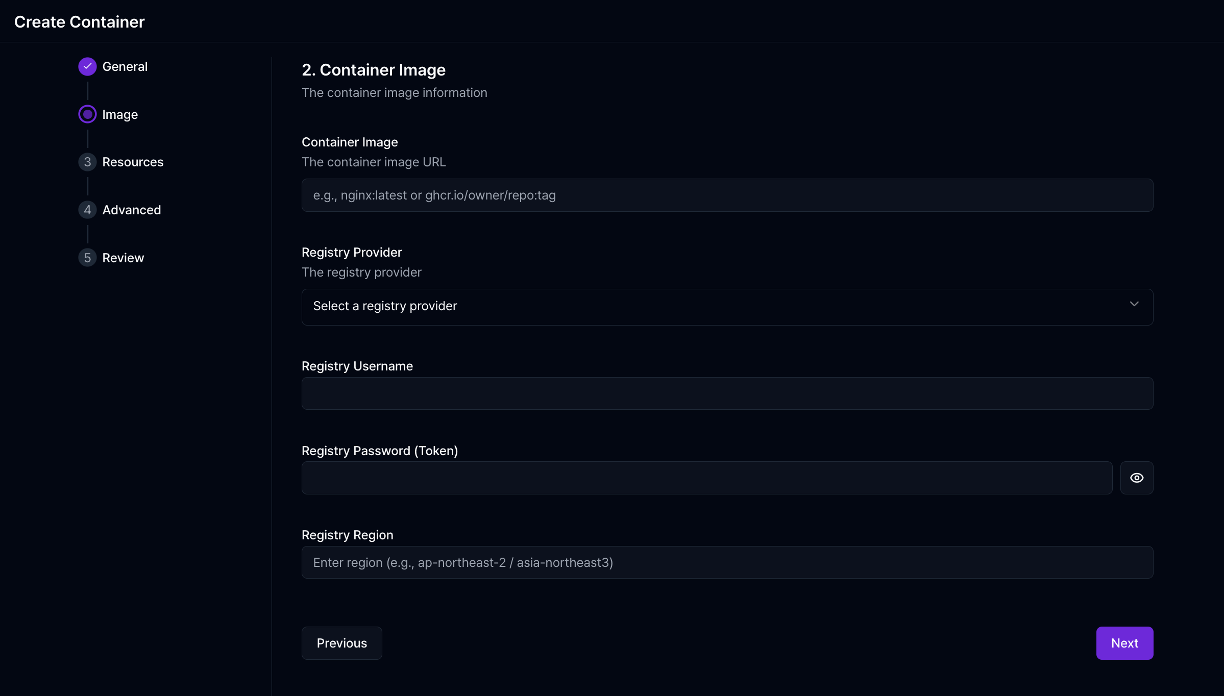 Create Container
General
Image
3 Resources
4 Advanced
5 Review
2. Container Image
The container image information
Container Image
The container image URL
e.g., nginx:latest or ghcr.io/owner/repo:tag
Registry Provider
The registry provider
Select a registry provider
Registry Username
Registry Password (Token)
Registry Region
Enter region (e.g., ap-northeast-2 / asia-northeast3)
Previous
Next